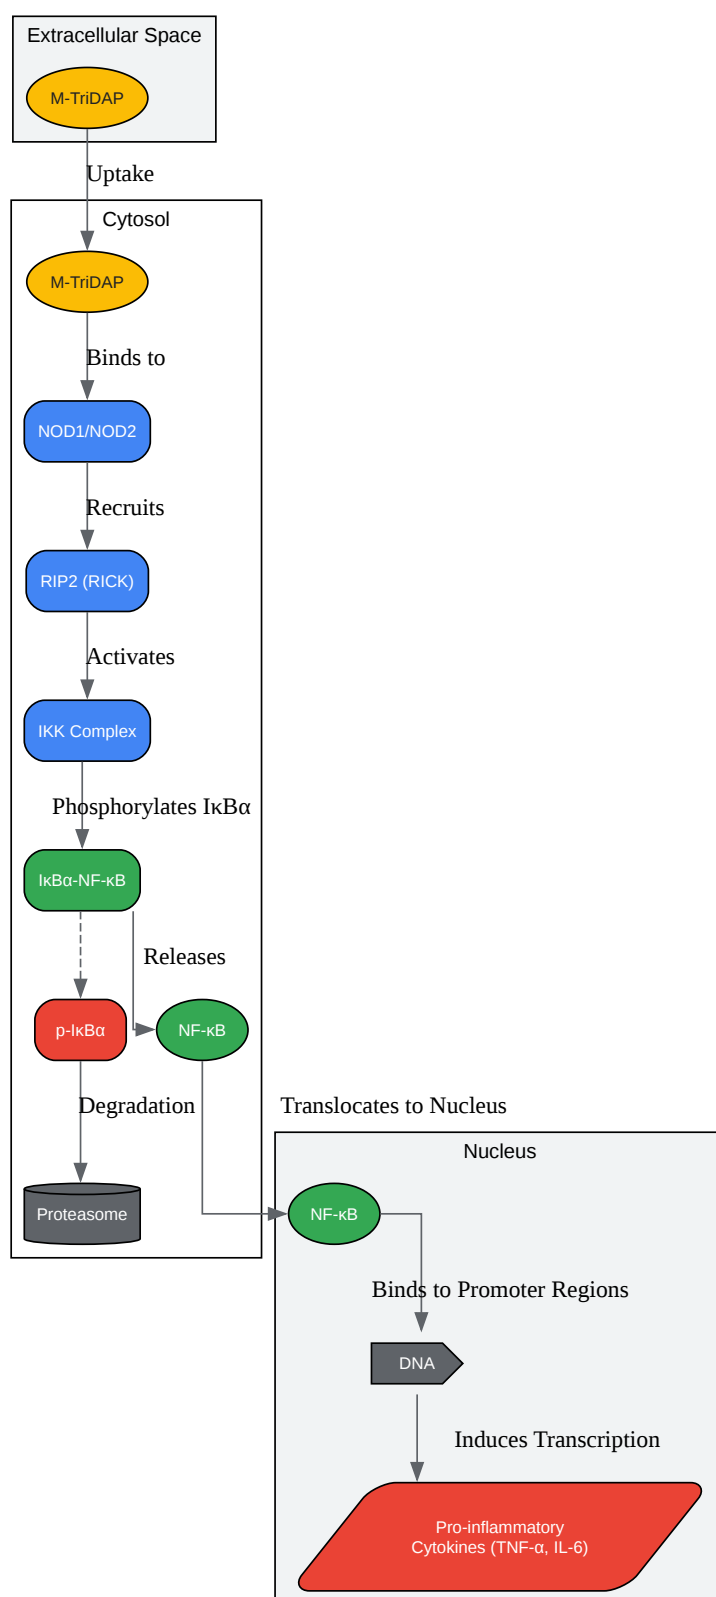 Extracellular Space
M-TriDAP
Uptake
Cytosol
M-TriDAP
Binds to
NOD1/NOD2
Recruits
RIP2 (RICK)
Activates
IKK Complex
Phosphorylates IκBα
IκBα-NF-κB
Releases
p-IκBα
NF-κB
Degradation
Translocates to Nucleus
Nucleus
Proteasome
NF-κB
Binds to Promoter Regions
DNA
Induces Transcription
Pro-inflammatory
Cytokines (TNF-α, IL-6)